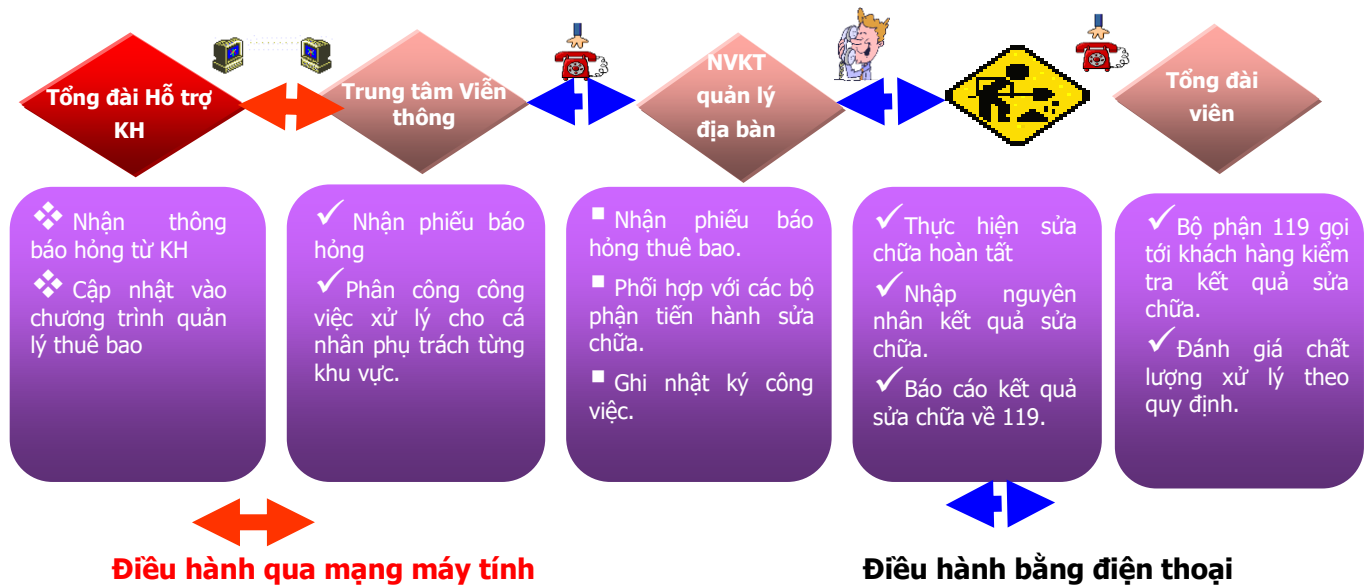 Tổng đài Hỗ trợ
KH
Trung tâm Viễn
thông
NVKT
quản lý
địa bàn
Tổng đài
viên
❖ Nhận thông
báo hỏng từ KH
❖ Cập nhật vào
chương trình quản
lý thuê bao
✓ Nhận phiếu báo
hỏng
✓Phân công công
việc xử lý cho cá
nhân phụ trách từng
khu vực.
▪ Nhận phiếu báo
hỏng thuê bao.
▪ Phối hợp với các bộ
phận tiến hành sửa
chữa.
▪ Ghi nhật ký công
việc.
✓Thực hiện sửa
chữa hoàn tất
✓Nhập nguyên
nhân kết quả sửa
chữa.
✓Báo cáo kết quả
sửa chữa về 119.
✓Bộ phận 119 gọi
tới khách hàng kiểm
tra kết quả sửa
chữa.
✓Đánh giá chất
lượng xử lý theo
quy định.
Điều hành qua mạng máy tính
Điều hành bằng điện thoại